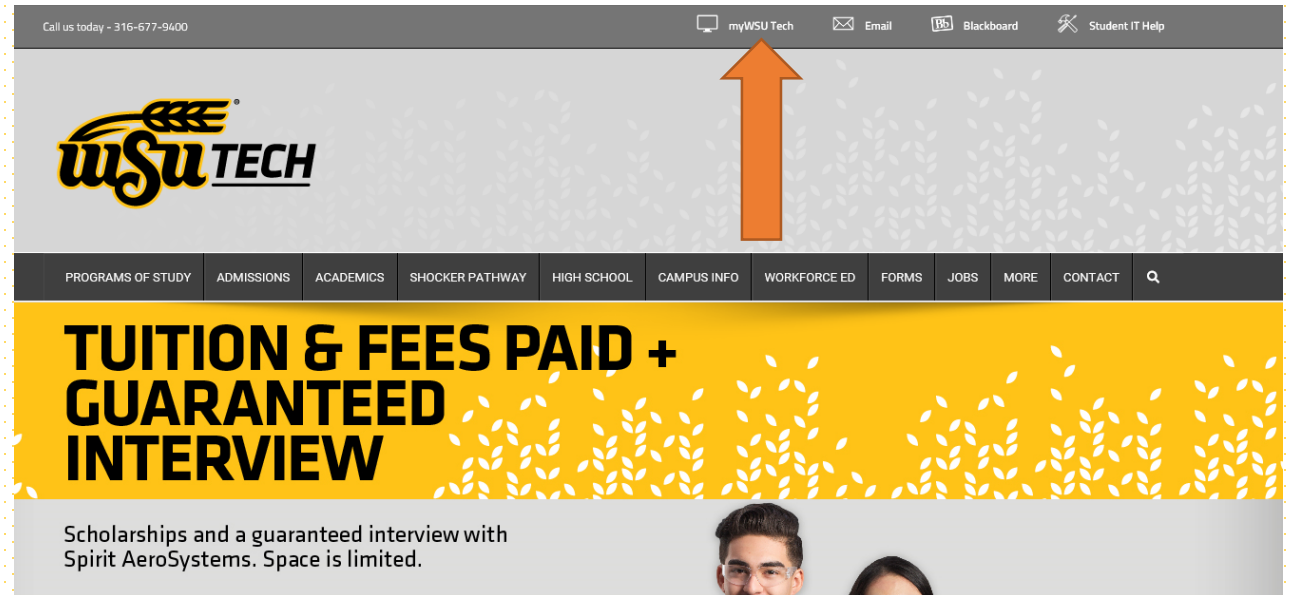 Call us today - 316-677-9400
myWSU Tech
Email
Bb Blackboard
Student IT Help
WSU TECH®
PROGRAMS OF STUDY ADMISSIONS ACADEMICS SHOCKER PATHWAY HIGH SCHOOL CAMPUS INFO WORKFORCE ED FORMS JOBS MORE CONTACT
TUITION & FEES PAID +
GUARANTEED
INTERVIEW
Scholarships and a guaranteed interview with
Spirit AeroSystems. Space is limited.